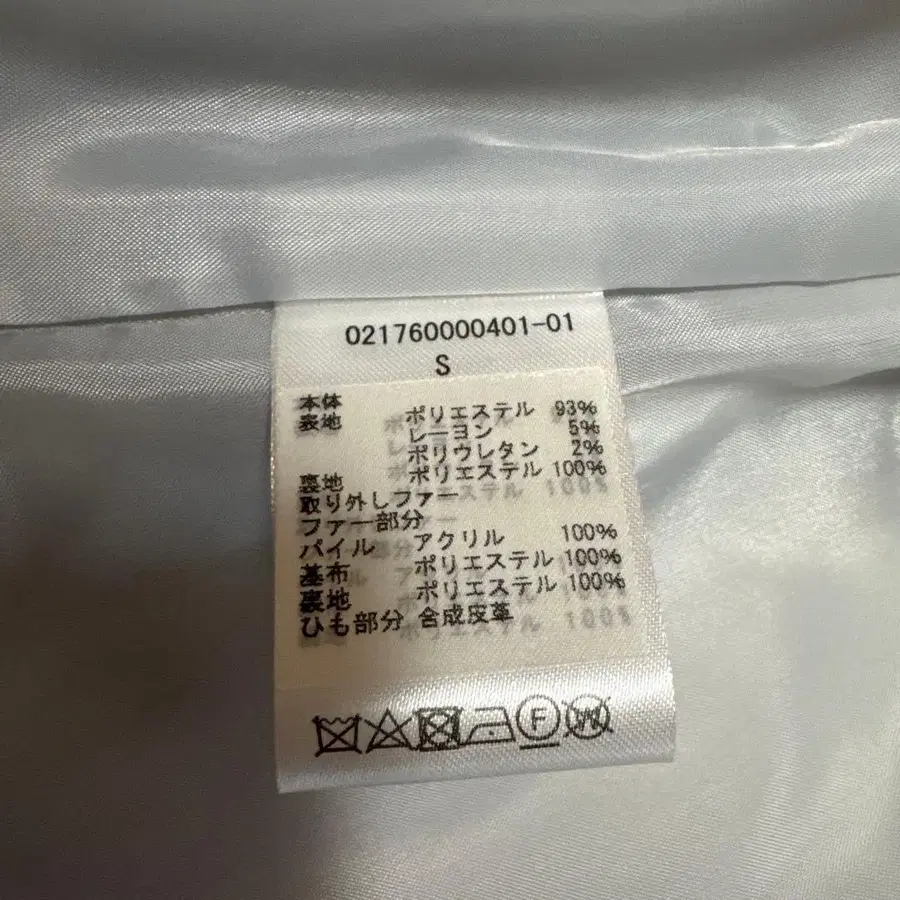 021760000401-01
S
本体
表地 ポリエステル 93%
レーヨン 5%
ポリウレタン 2%
裏地 ポリエステル 100%
取り外しファー
ファー部分
パイル アクリル 100%
基布 ポリエステル 100%
裏地 ポリエステル 100%
ひも部分 合成皮革
F
W